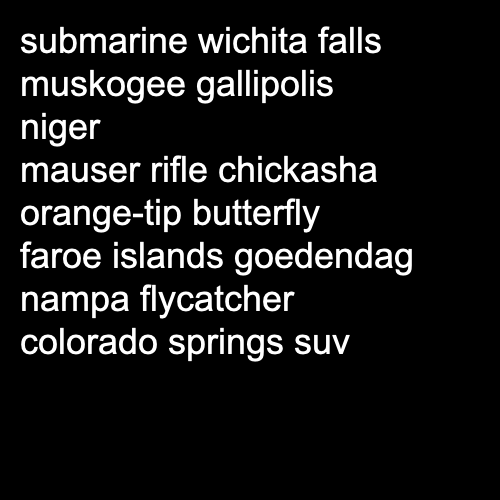 submarine wichita falls
muskogee gallipolis
niger
mauser rifle chickasha
orange-tip butterfly
faroe islands goedendag
nampa flycatcher
colorado springs suv